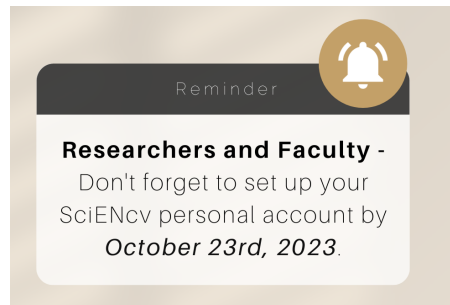 Reminder
Researchers and Faculty -
Don't forget to set up your
SciENcv personal account by
October 23rd, 2023.